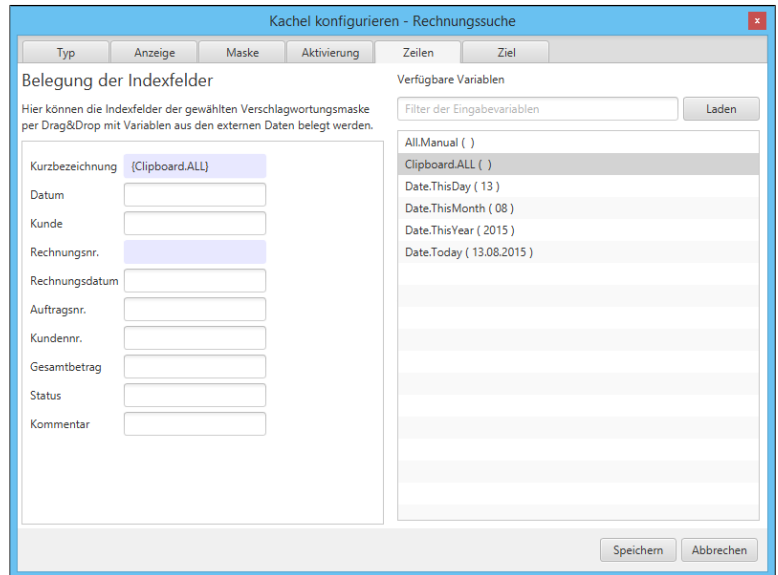 Kachel konfigurieren - Rechnungssuche
x
Typ Anzeige Maske Aktivierung Zeilen Ziel
Belegung der Indexfelder
Hier können die Indexfelder der gewählten Verschlagwortungsmaske
per Drag&Drop mit Variablen aus den externen Daten belegt werden.
Kurzbezeichnung {Clipboard.ALL}
Datum
Kunde
Rechnungsnr.
Rechnungsdatum
Auftragsnr.
Kundennr.
Gesamtbetrag
Status
Kommentar
Verfügbare Variablen
Filter der Eingabevariablen Laden
All.Manual ( )
Clipboard.ALL ( )
Date.ThisDay ( 13 )
Date.ThisMonth ( 08 )
Date.ThisYear ( 2015 )
Date.Today ( 13.08.2015 )
Speichern Abbrechen